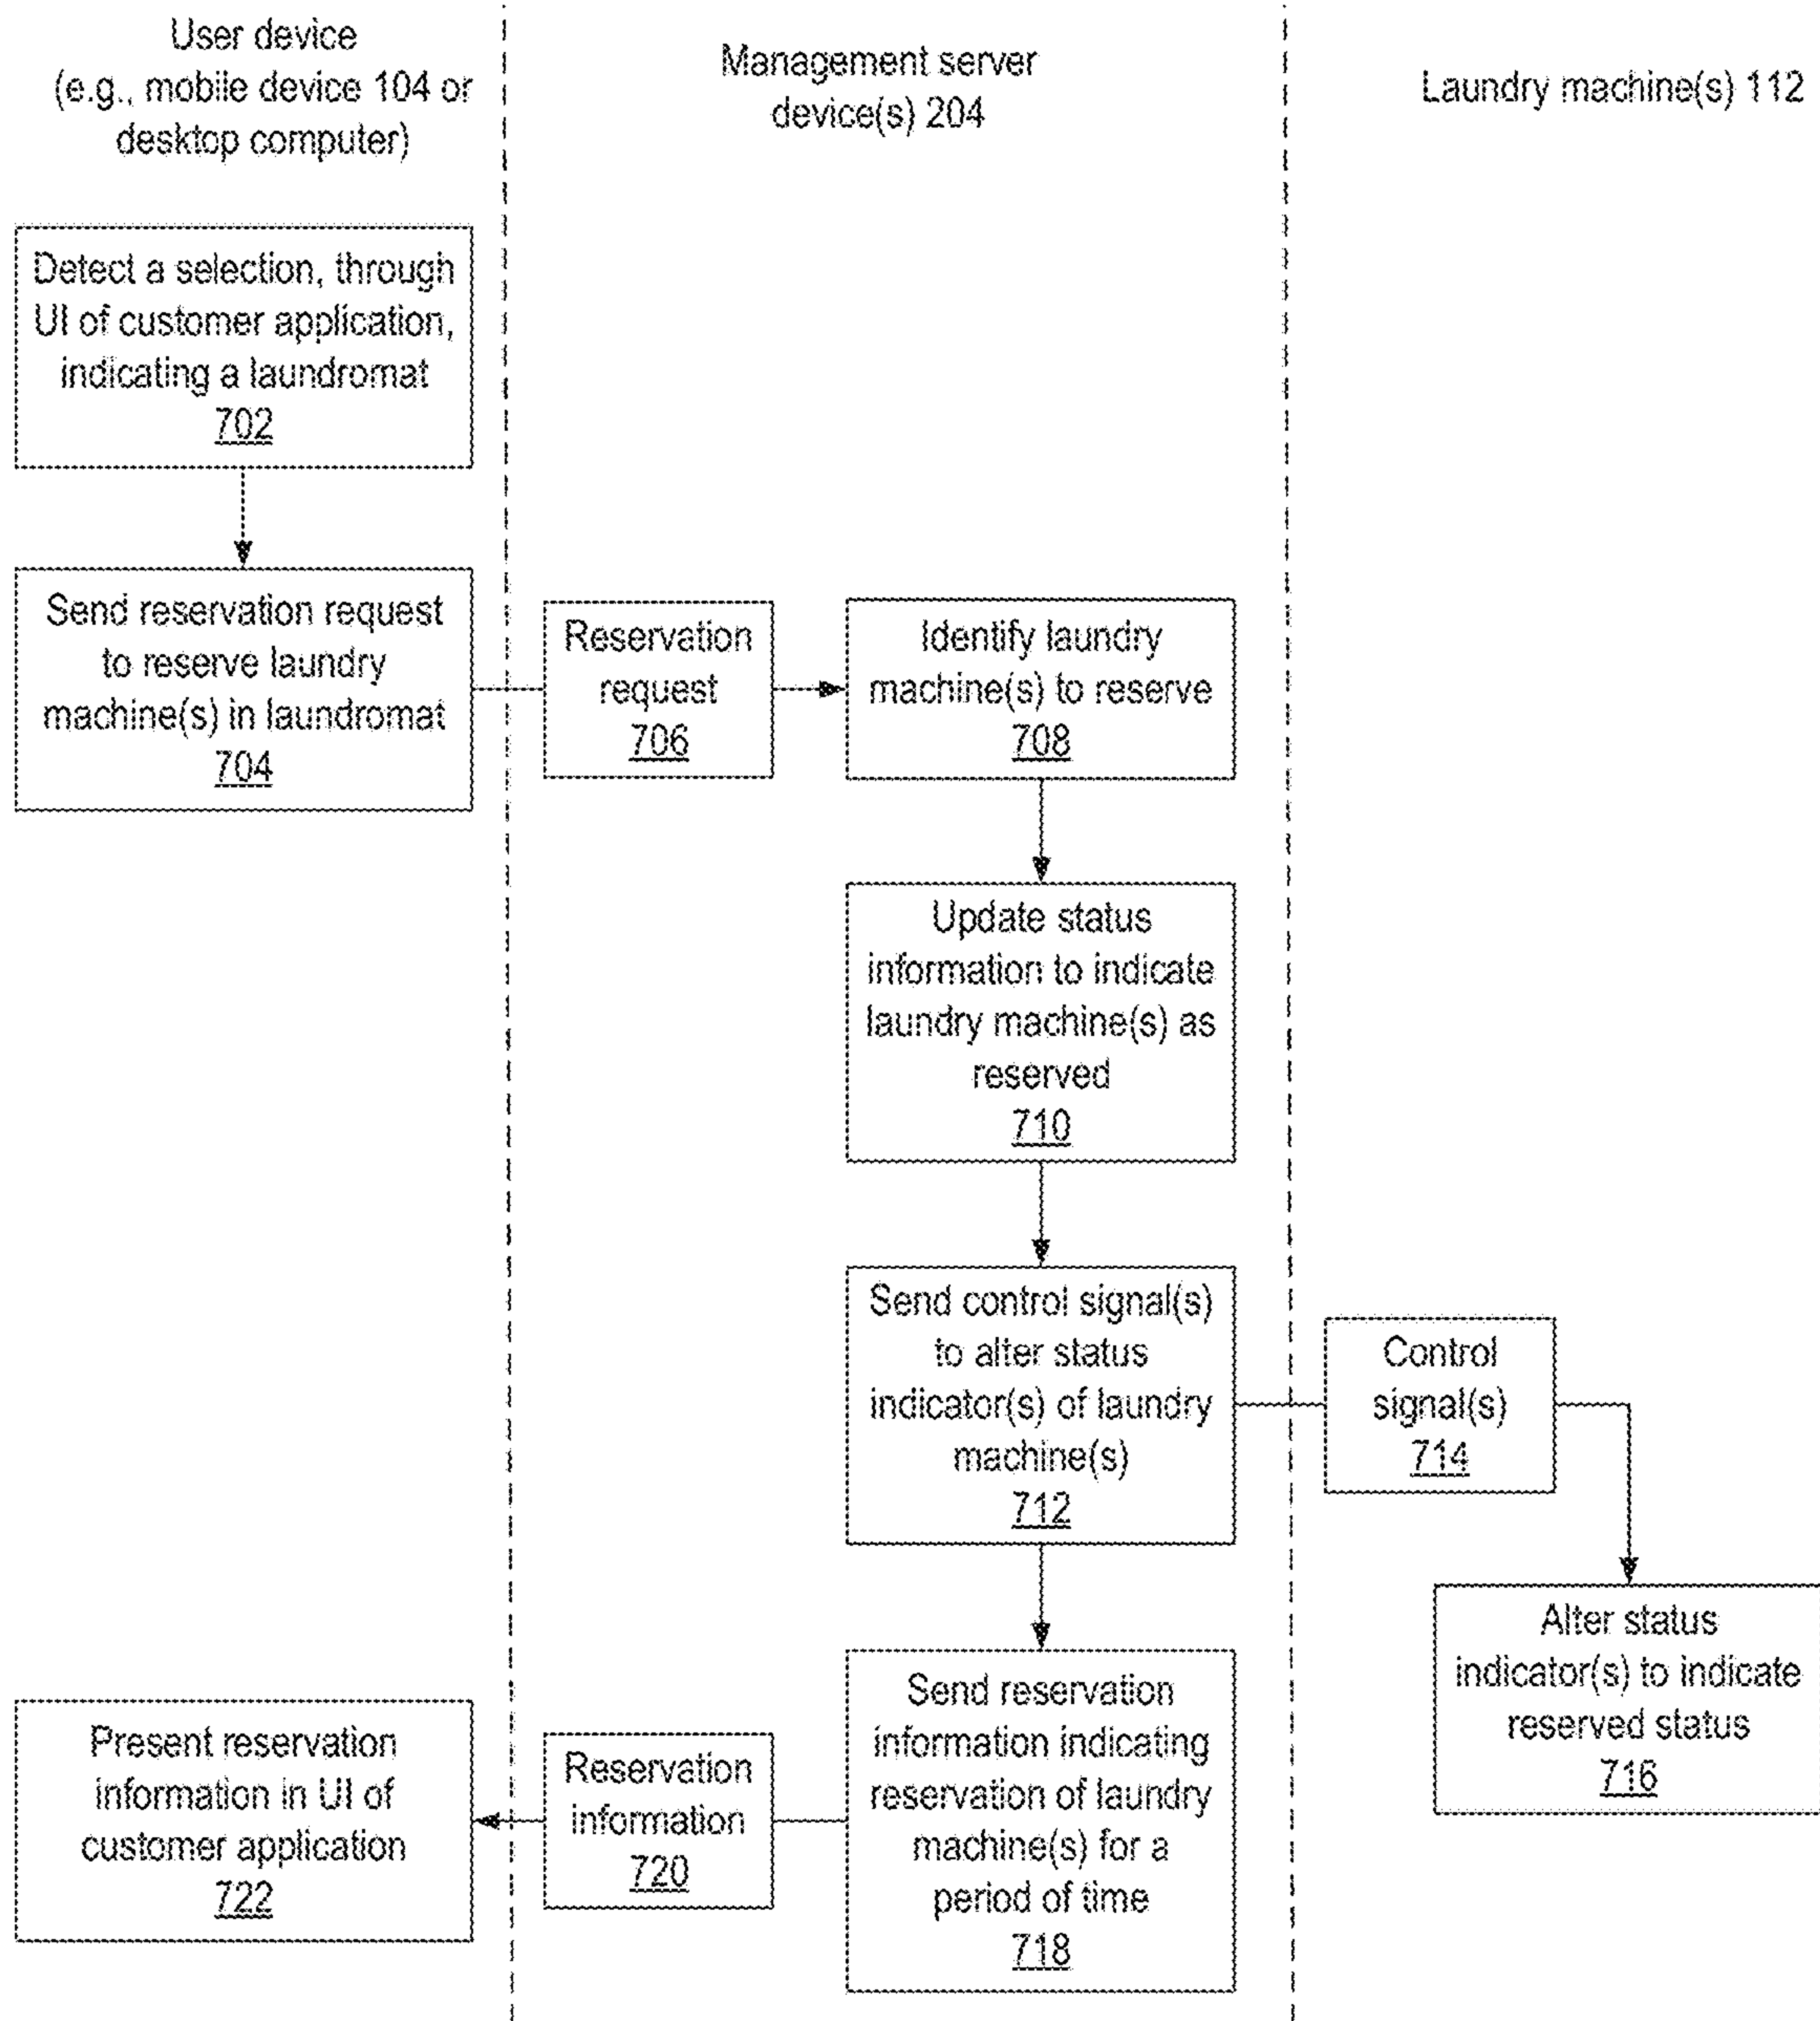 User device
(e.g., mobile device 104 or
desktop computer)
Management server
device(s) 204
Laundry machine(s) 112
Detect a selection, through
UI of customer application,
indicating a laundromat
702
Send reservation request
to reserve laundry
machine(s) in laundromat
704
Reservation
request
706
Identify laundry
machine(s) to reserve
708
Update status
information to indicate
laundry machine(s) as
reserved
710
Send control signal(s)
to alter status
indicator(s) of laundry
machine(s)
712
Control
signal(s)
714
Alter status
indicator(s) to indicate
reserved status
716
Send reservation
information indicating
reservation of laundry
machine(s) for a
period of time
718
Reservation
information
720
Present reservation
information in UI of
customer application
722